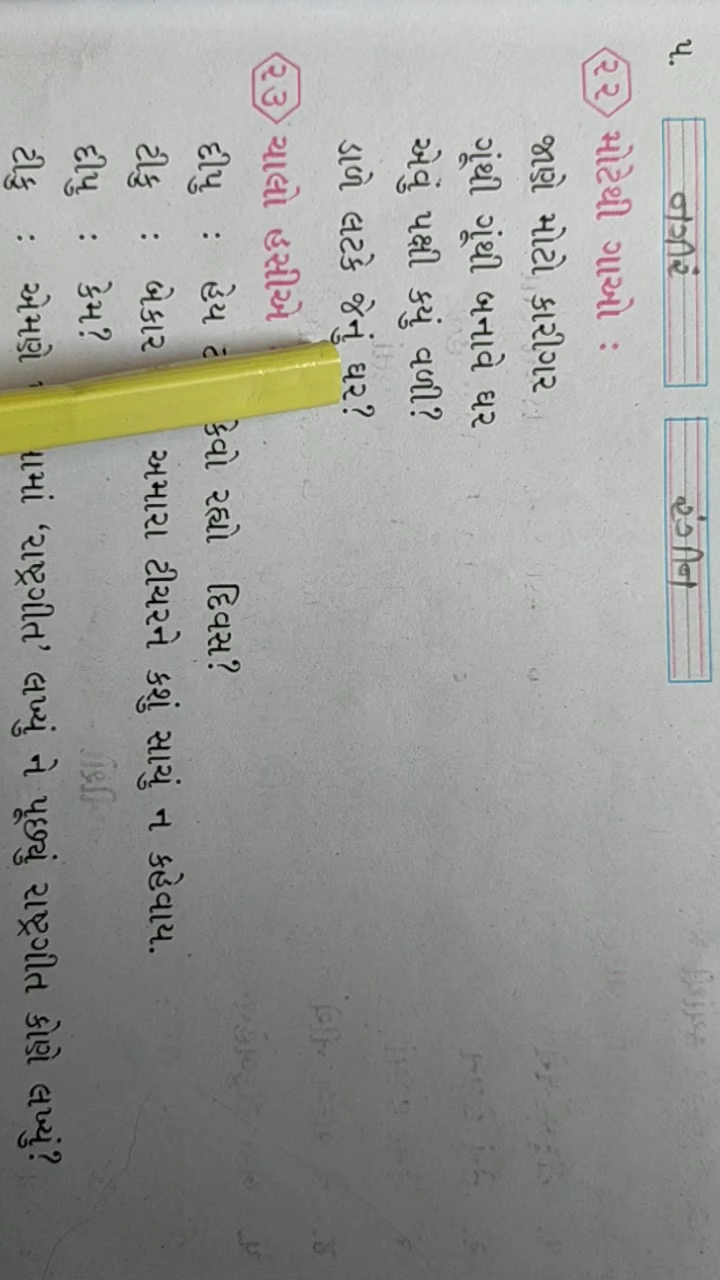 ૫. નજીર રંગીન
૨૨ મોટેથી ગાઓ :
જાણે મોટો કારીગર
ગૂંથી ગૂંથી બનાવે ઘર
એવું પક્ષી કયું વળી?
ડાળે લટકે જેનું ઘર?
૨૩ ચાલો હસીએ
દીપુ : હેય કેવો રહ્યો દિવસ?
ટીકુ : બેકાર અમારા ટીચરને કશું સાચું ન કહેવાય.
દીપુ : કેમ?
ટીકુ : એમણે 'રાષ્ટ્રગીત' લખ્યું ને પૂછ્યું રાષ્ટ્રગીત કોણે લખ્યું?